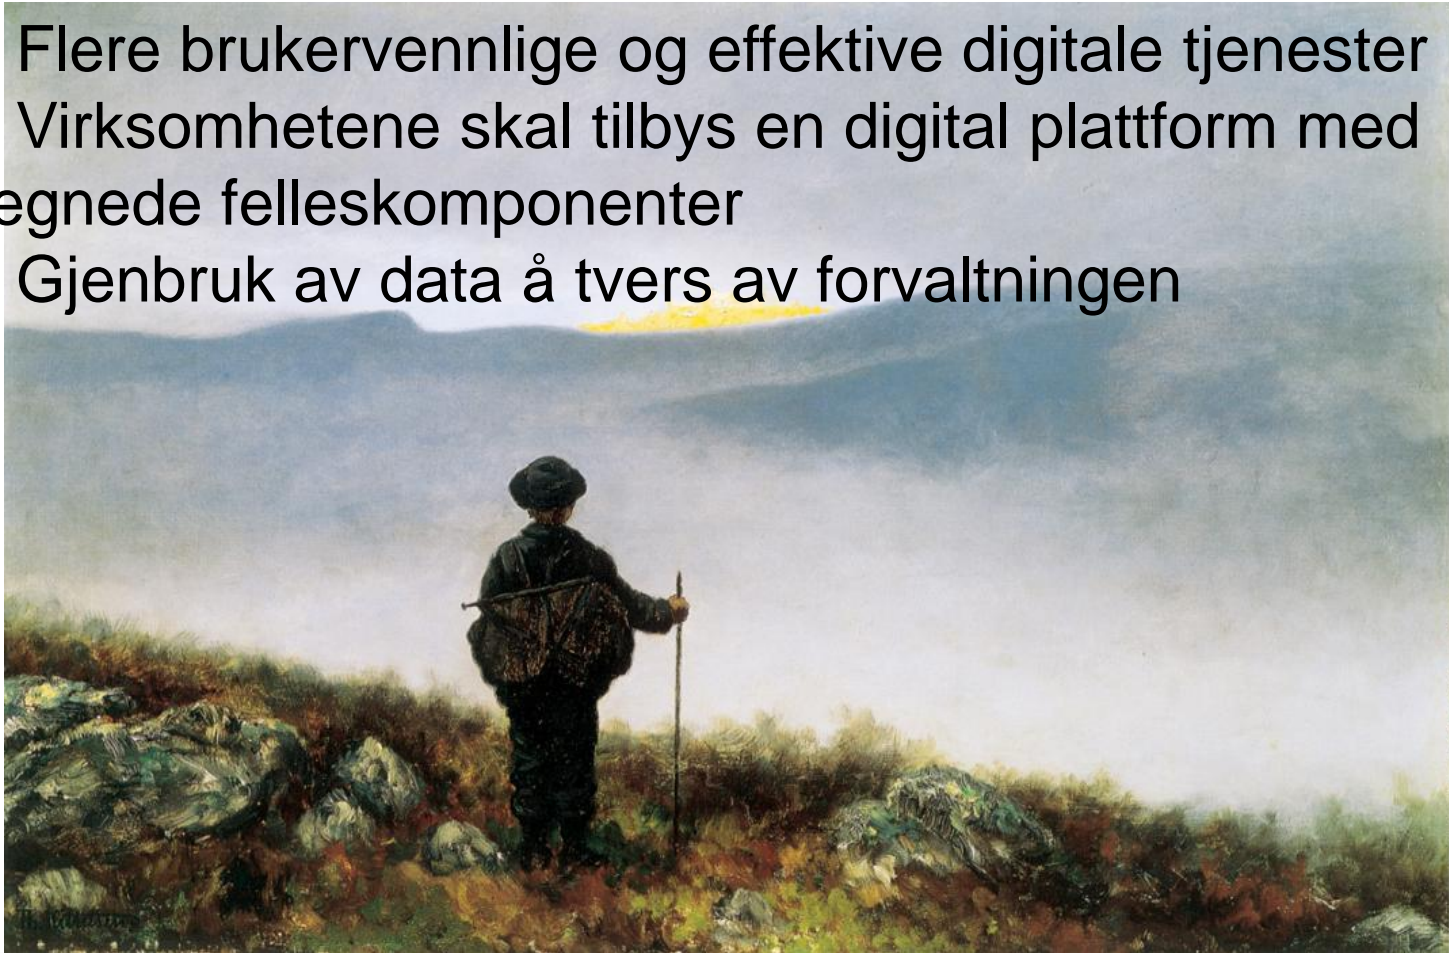 Flere brukervennlige og effektive digitale tjenester
Virksomhetene skal tilbys en digital plattform med
egnede felleskomponenter
Gjenbruk av data å tvers av forvaltningen